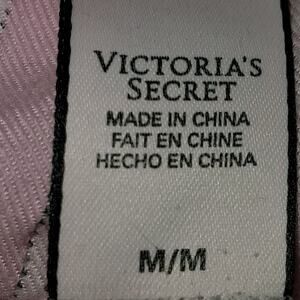 VICTORIA'S
SECRET
MADE IN CHINA
FAIT EN CHINE
HECHO EN CHINA
M/M